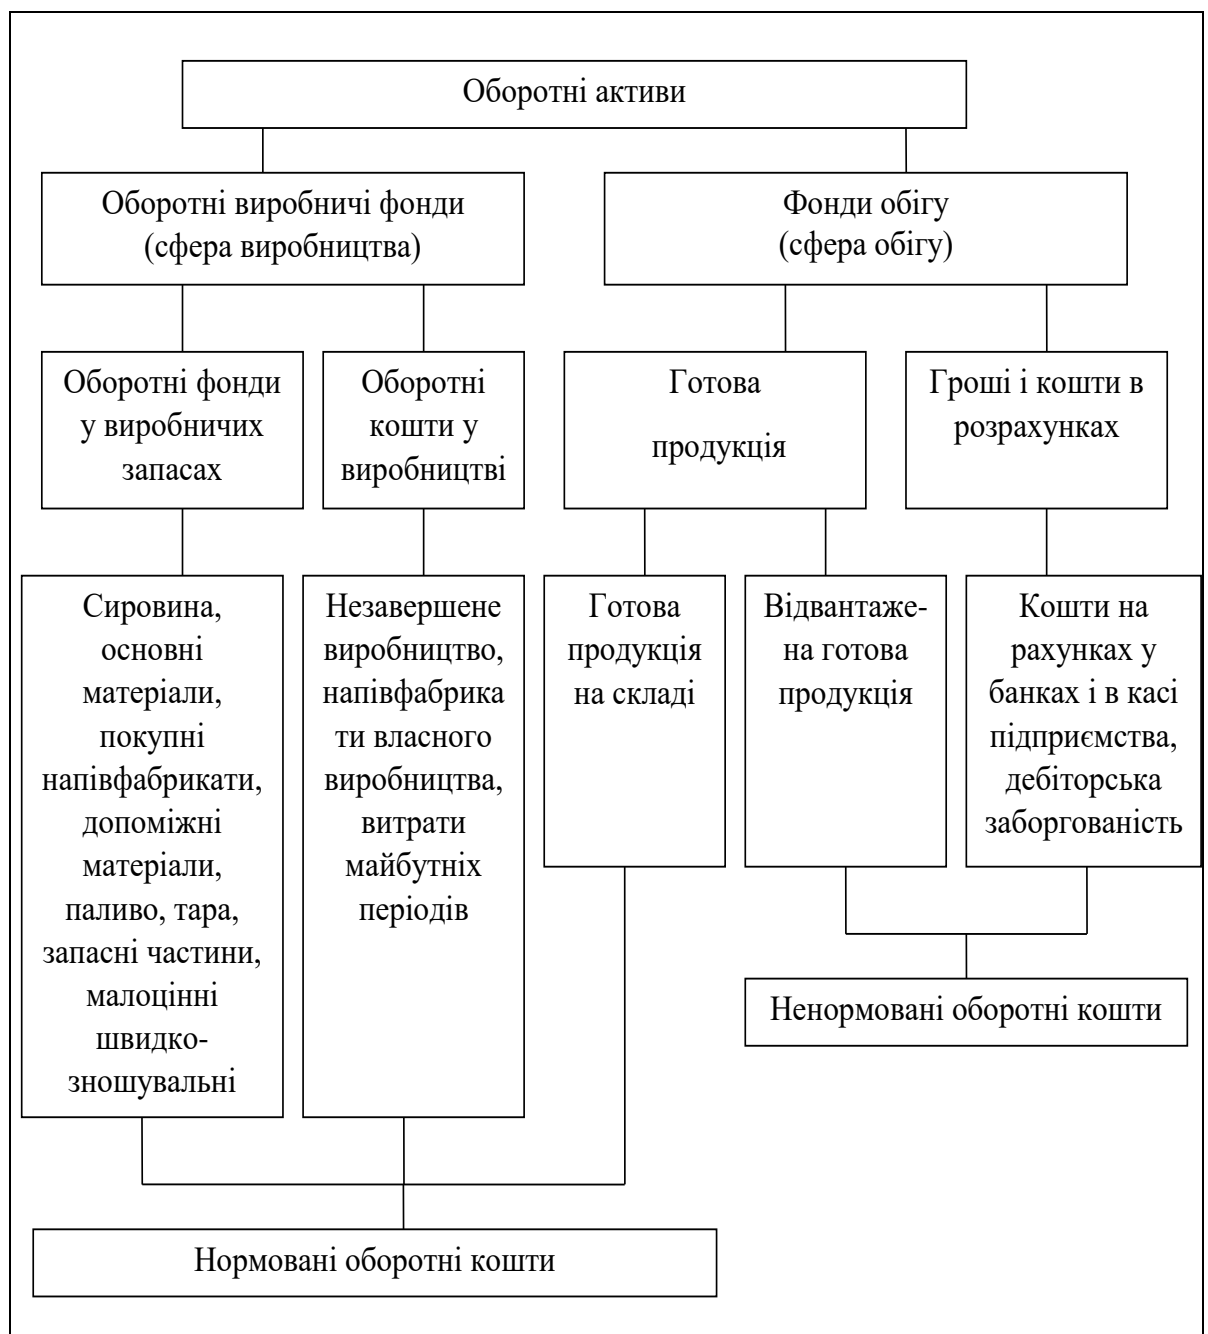 Оборотні активи
Оборотні виробничі фонди
(сфера виробництва)
Фонди обігу
(сфера обігу)
Оборотні фонди
у виробничих
запасах
Оборотні
кошти у
виробництві
Готова
продукція
Гроші і кошти в
розрахунках
Сировина,
основні
матеріали,
покупні
напівфабрикати,
допоміжні
матеріали,
паливо, тара,
запасні частини,
малоцінні
швидко-
зношувальні
Незавершене
виробництво,
напівфабрика
ти власного
виробництва,
витрати
майбутніх
періодів
Готова
продукція
на складі
Відвантаже-
на готова
продукція
Кошти на
рахунках у
банках і в касі
підприємства,
дебіторська
заборгованість
Ненормовані оборотні кошти
Нормовані оборотні кошти